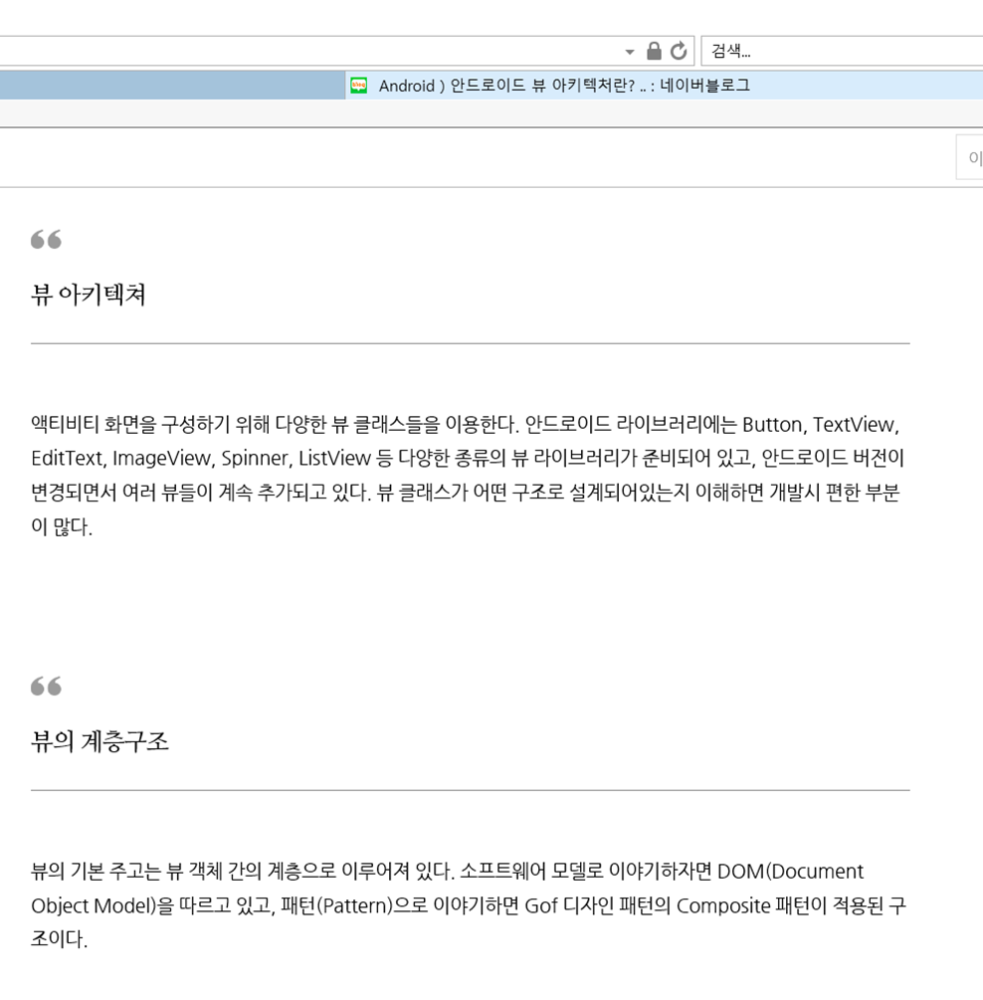 검색...
Android ) 안드로이드 뷰 아키텍처란? .. : 네이버블로그
이
뷰 아키텍쳐
액티비티 화면을 구성하기 위해 다양한 뷰 클래스들을 이용한다. 안드로이드 라이브러리에는 Button, TextView,
EditText, ImageView, Spinner, ListView 등 다양한 종류의 뷰 라이브러리가 준비되어 있고, 안드로이드 버전이
변경되면서 여러 뷰들이 계속 추가되고 있다. 뷰 클래스가 어떤 구조로 설계되어있는지 이해하면 개발시 편한 부분
이 많다.
뷰의 계층구조
뷰의 기본 주고는 뷰 객체 간의 계층으로 이루어져 있다. 소프트웨어 모델로 이야기하자면 DOM(Document
Object Model)을 따르고 있고, 패턴(Pattern)으로 이야기하면 Gof 디자인 패턴의 Composite 패턴이 적용된 구
조이다.